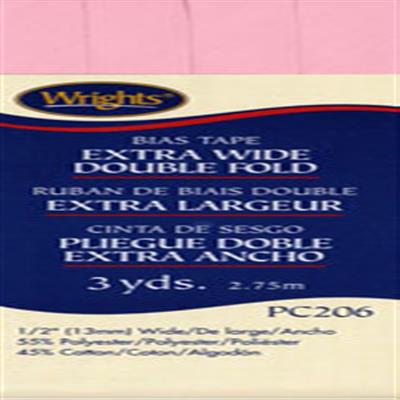 Wrights®
BIAS TAPE
EXTRA WIDE
DOUBLE FOLD
RUBAN DE BIAIS DOUBLE
EXTRA LARGEUR
CINTA DE SESGO
PLIEGUE DOBLE
EXTRA ANCHO
3 yds. 2.75m
PC206
1/2" (13mm) Wide/De large/Ancho
55% Polyester/Polyester/Poliéster
45% Cotton/Coton/Algodón